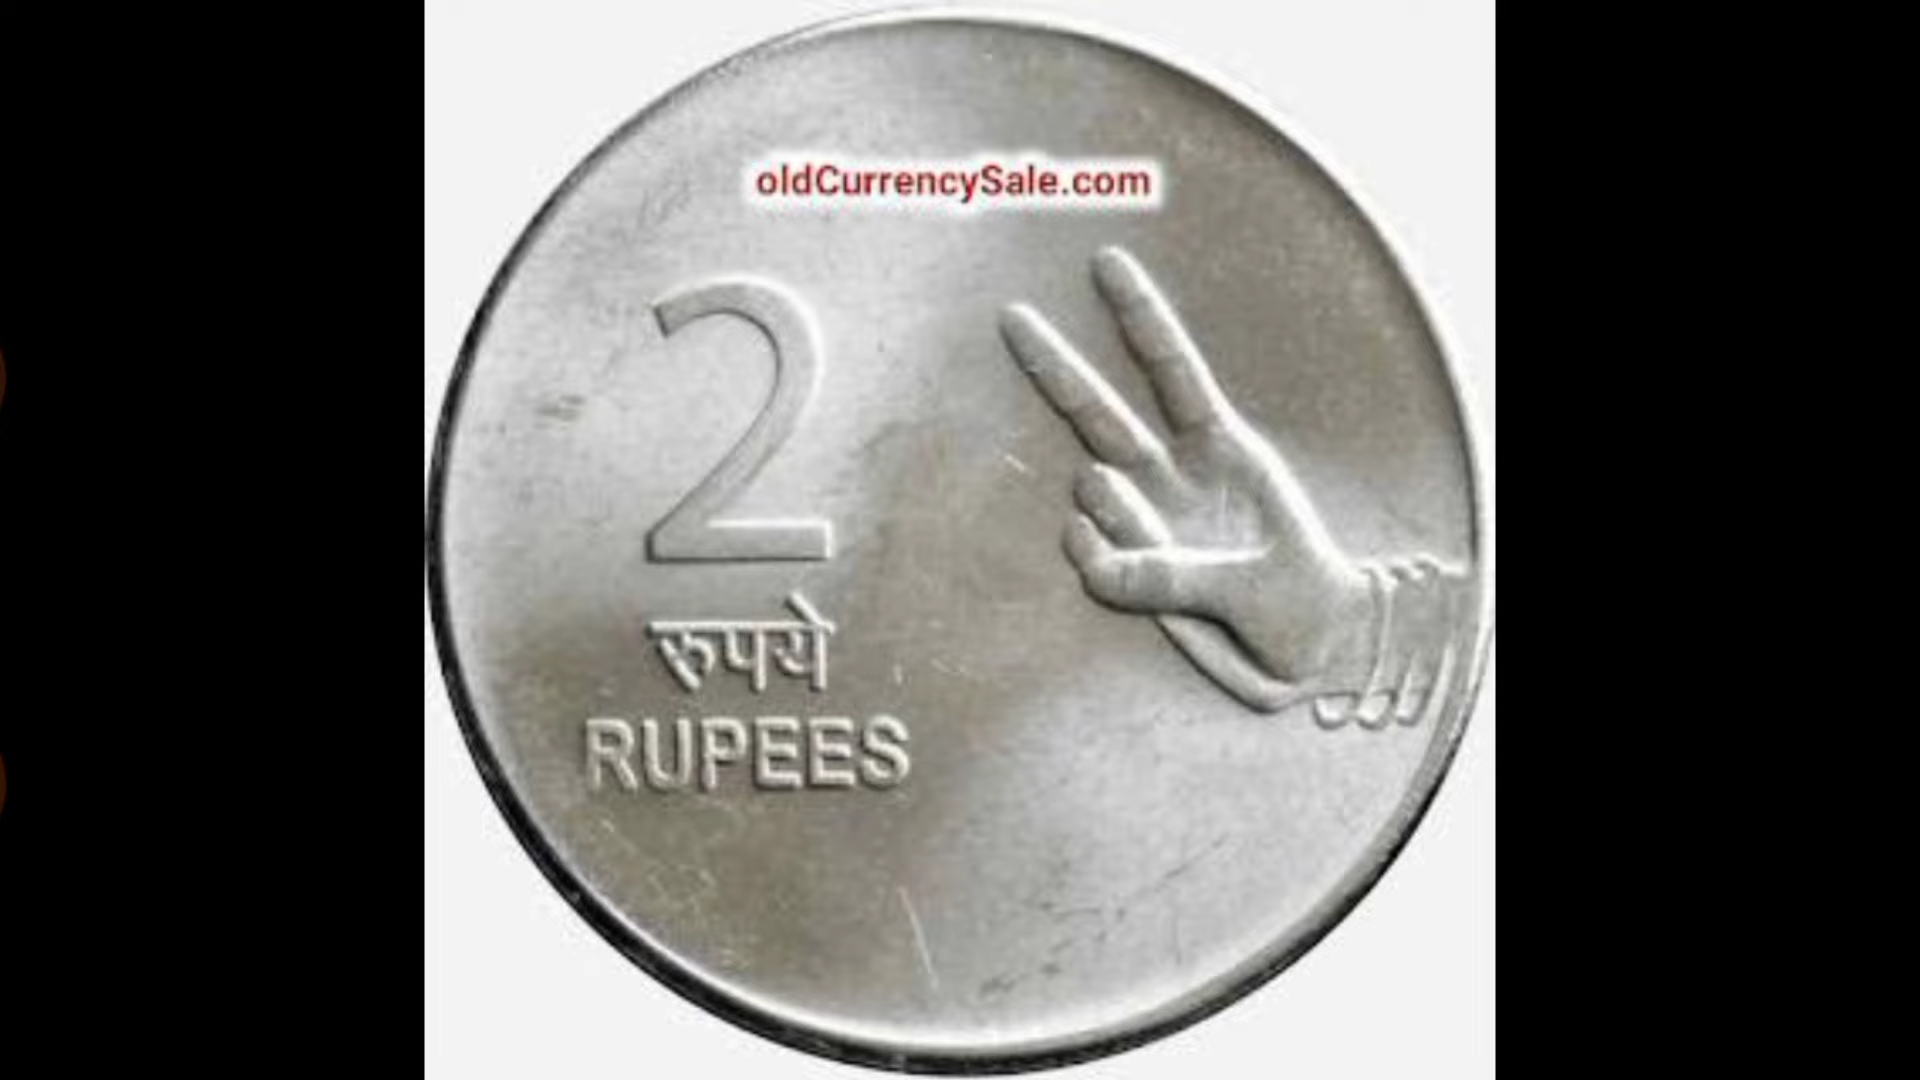 oldCurrencySale.com
2
रुपये
RUPEES